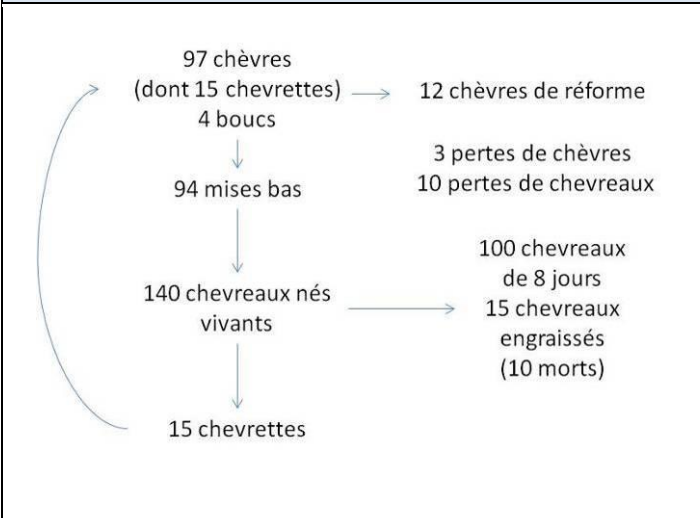 97 chèvres
(dont 15 chevrettes)
4 boucs
12 chèvres de réforme
3 pertes de chèvres
10 pertes de chevreaux
94 mises bas
140 chevreaux nés
vivants
100 chevreaux
de 8 jours
15 chevreaux
engraissés
(10 morts)
15 chevrettes